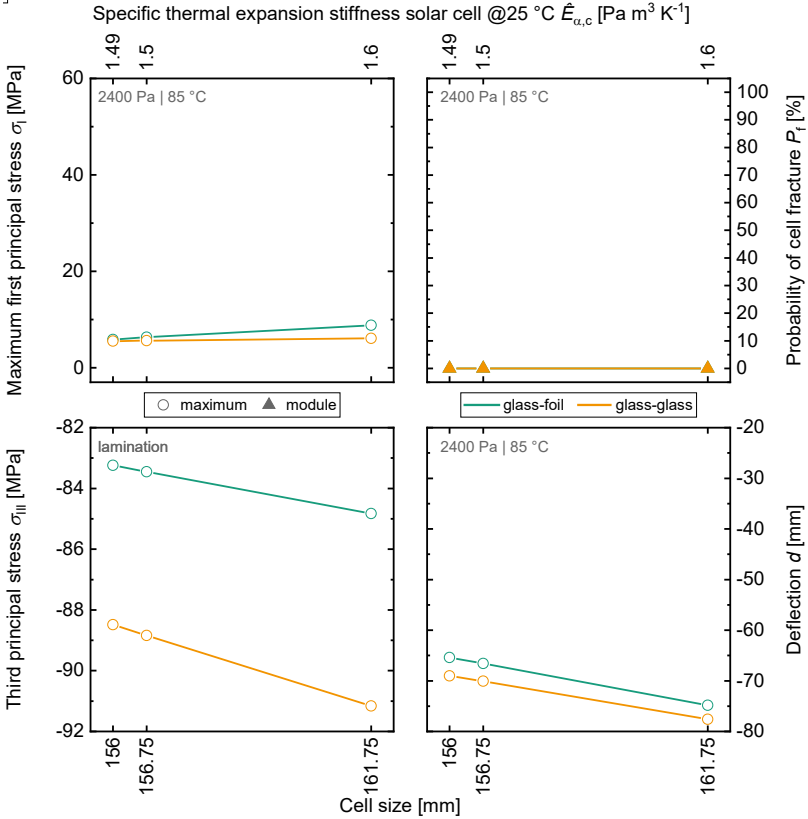 Specific thermal expansion stiffness solar cell @25 °C Ê_α,c [Pa m³ K⁻¹]
1.49 1.5 1.6 1.49 1.5 1.6
Maximum first principal stress σ_I [MPa]
60
40
20
0
2400 Pa | 85 °C
2400 Pa | 85 °C
100
90
80
70
60
50
40
30
20
10
0
Probability of cell fracture P_f [%]
maximum module
glass-foil glass-glass
Third principal stress σ_III [MPa]
-82
-84
-86
-88
-90
-92
lamination
2400 Pa | 85 °C
-20
-30
-40
-50
-60
-70
-80
Deflection d [mm]
156 156.75 161.75 156 156.75 161.75
Cell size [mm]